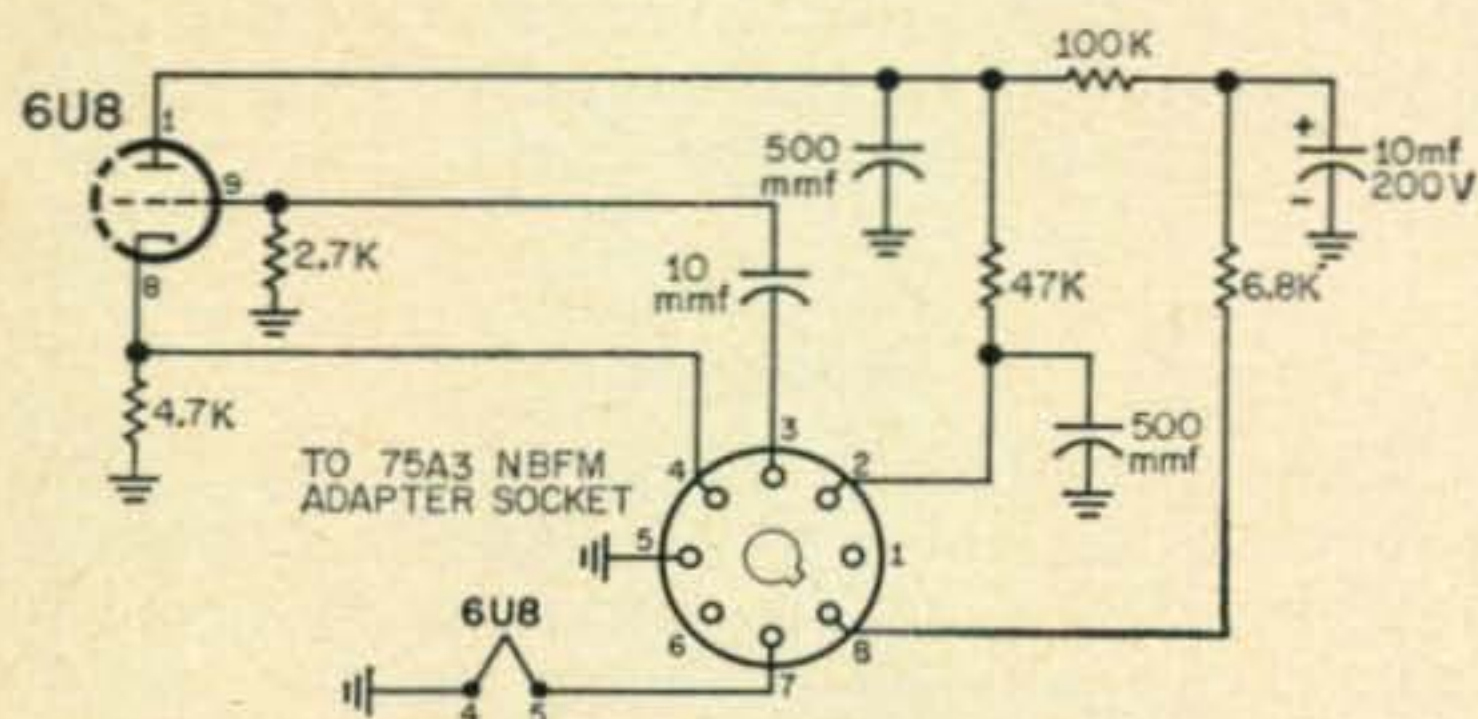 100K
6U8
1
500
mmf
+
10mf
200V
-
9
2.7K
10
mmf
47K
6.8K
8
4.7K
3
500
mmf
TO 75A3 NBFM
ADAPTER SOCKET
4
2
5
1
6U8
6
8
7
4
5